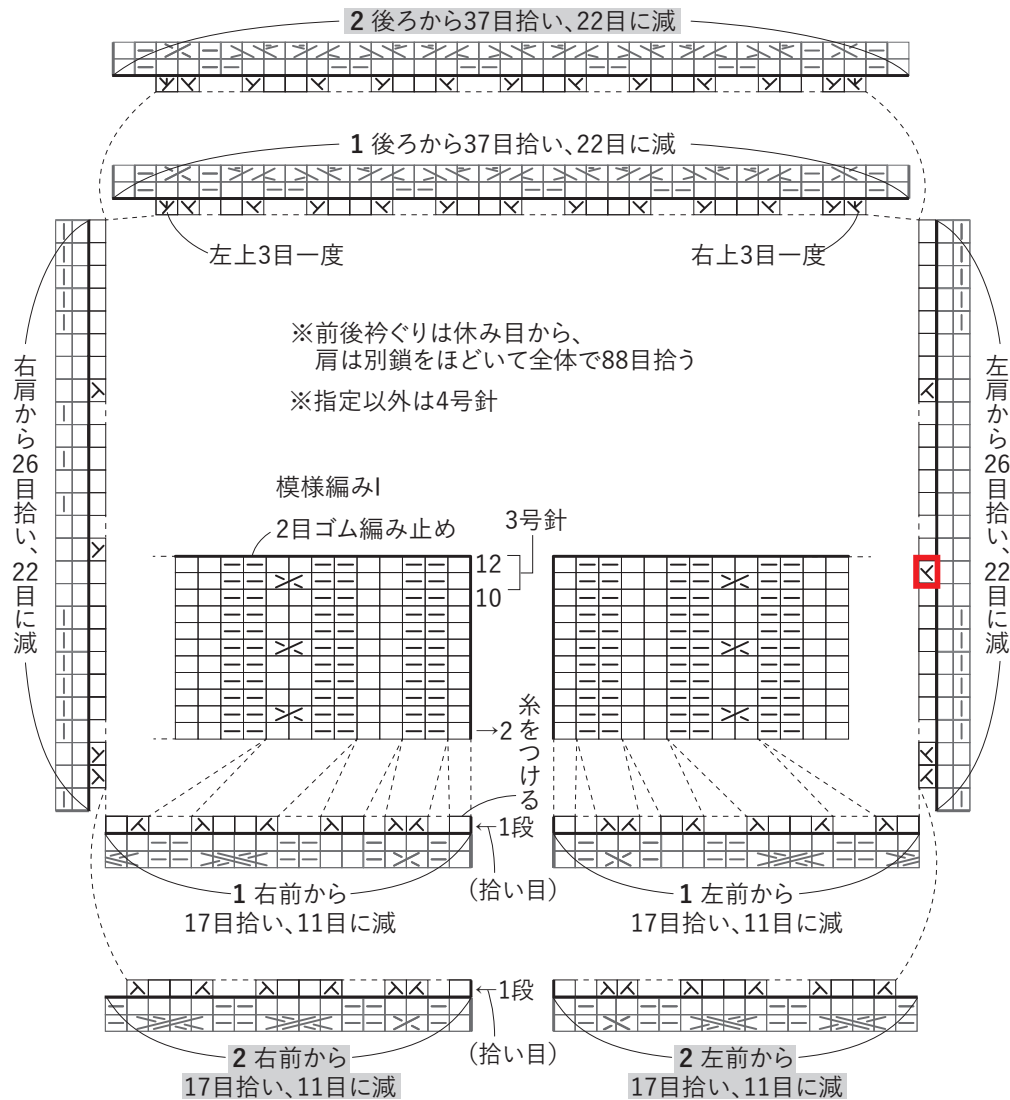 2 後ろから37目拾い、22目に減
1 後ろから37目拾い、22目に減
左上3目一度
右上3目一度
※前後衿ぐりは休み目から、
肩は別鎖をほどいて全体で88目拾う
※指定以外は4号針
右肩から26目拾い、22目に減
左肩から26目拾い、22目に減
模様編みI
2目ゴム編み止め
3号針
12
10
→2
糸をつける
←1段
(拾い目)
1 右前から
17目拾い、11目に減
1 左前から
17目拾い、11目に減
←1段
(拾い目)
2 右前から
17目拾い、11目に減
2 左前から
17目拾い、11目に減